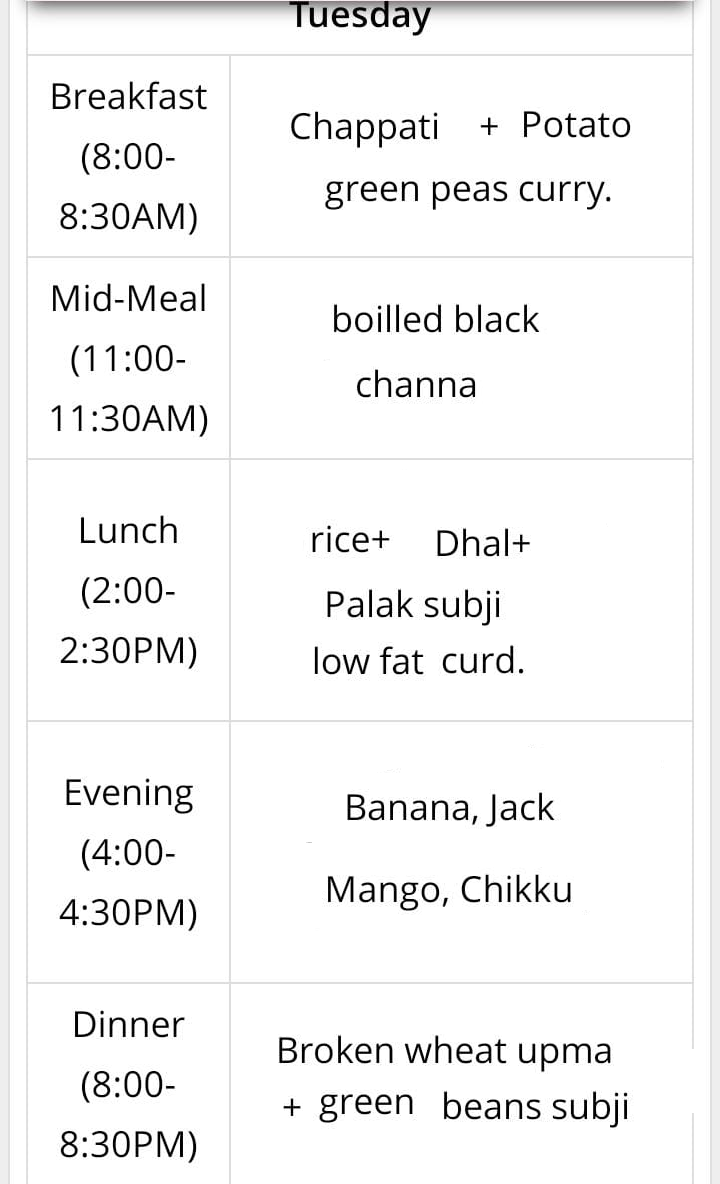 Tuesday
Breakfast
(8:00-
8:30AM)
Chappati + Potato
green peas curry.
Mid-Meal
(11:00-
11:30AM)
boilled black
channa
Lunch
(2:00-
2:30PM)
rice+ Dhal+
Palak subji
low fat curd.
Evening
(4:00-
4:30PM)
Banana, Jack
Mango, Chikku
Dinner
(8:00-
8:30PM)
Broken wheat upma
+ green beans subji